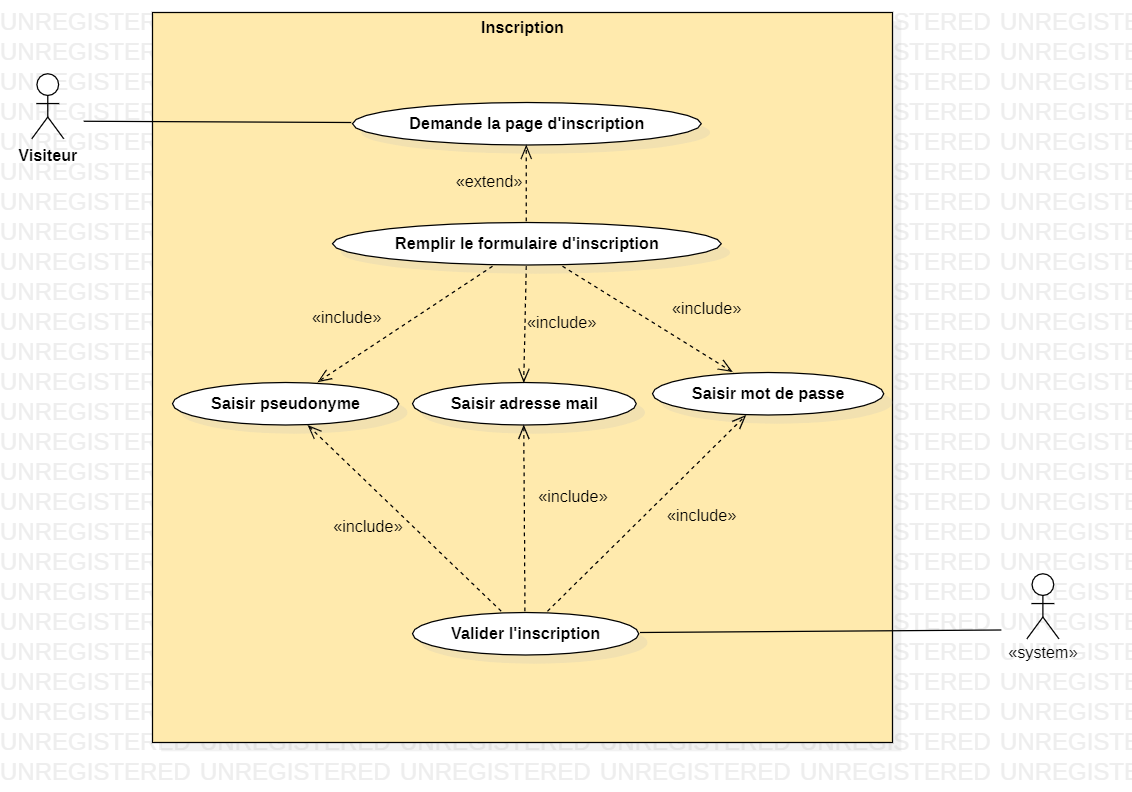 Inscription
Visiteur
Demande la page d'inscription
«extend»
Remplir le formulaire d'inscription
«include»
«include»
«include»
Saisir pseudonyme
Saisir adresse mail
Saisir mot de passe
«include»
«include»
«include»
Valider l'inscription
«system»
UNREGISTERED UNREGISTERED UNREGISTERED UNREGISTERED UNREGISTERED UNREGISTE